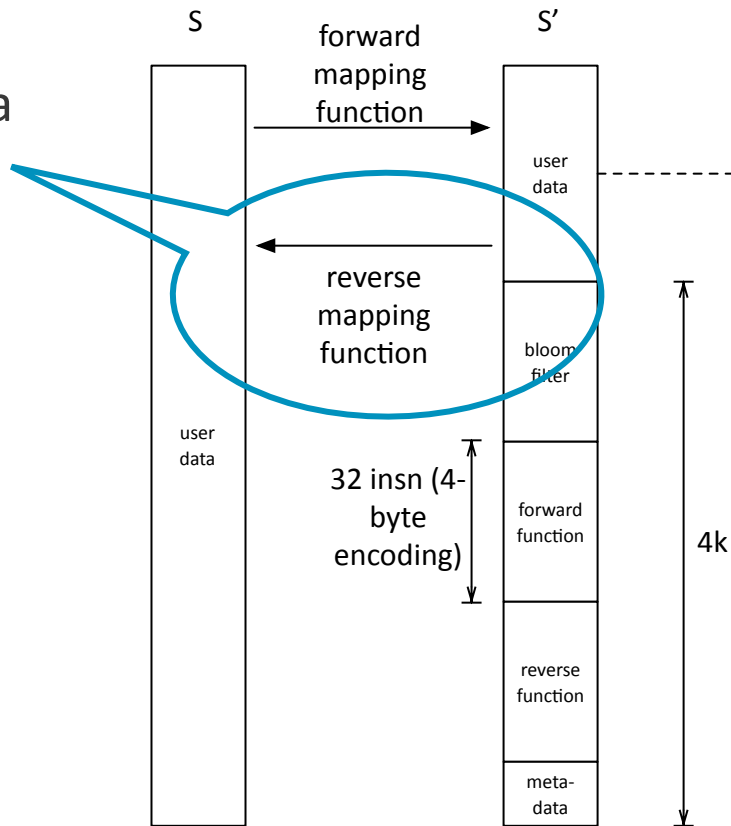 S
S’
forward
mapping
function
a
user
data
reverse
mapping
function
bloom
filter
user
data
32 insn (4-
byte
encoding)
forward
function
4k
reverse
function
meta-
data